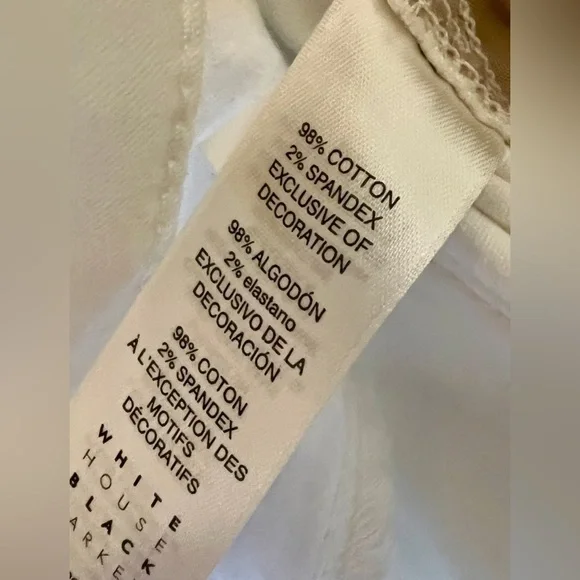 98% COTTON
2% SPANDEX
EXCLUSIVE OF
DECORATION
98% ALGODÓN
2% elastano
EXCLUSIVO DE LA
DECORACIÓN
98% COTON
2% SPANDEX
À L'EXCEPTION DES
MOTIFS
DÉCORATIFS
WHITE
HOUSE
BLACK
ARKE